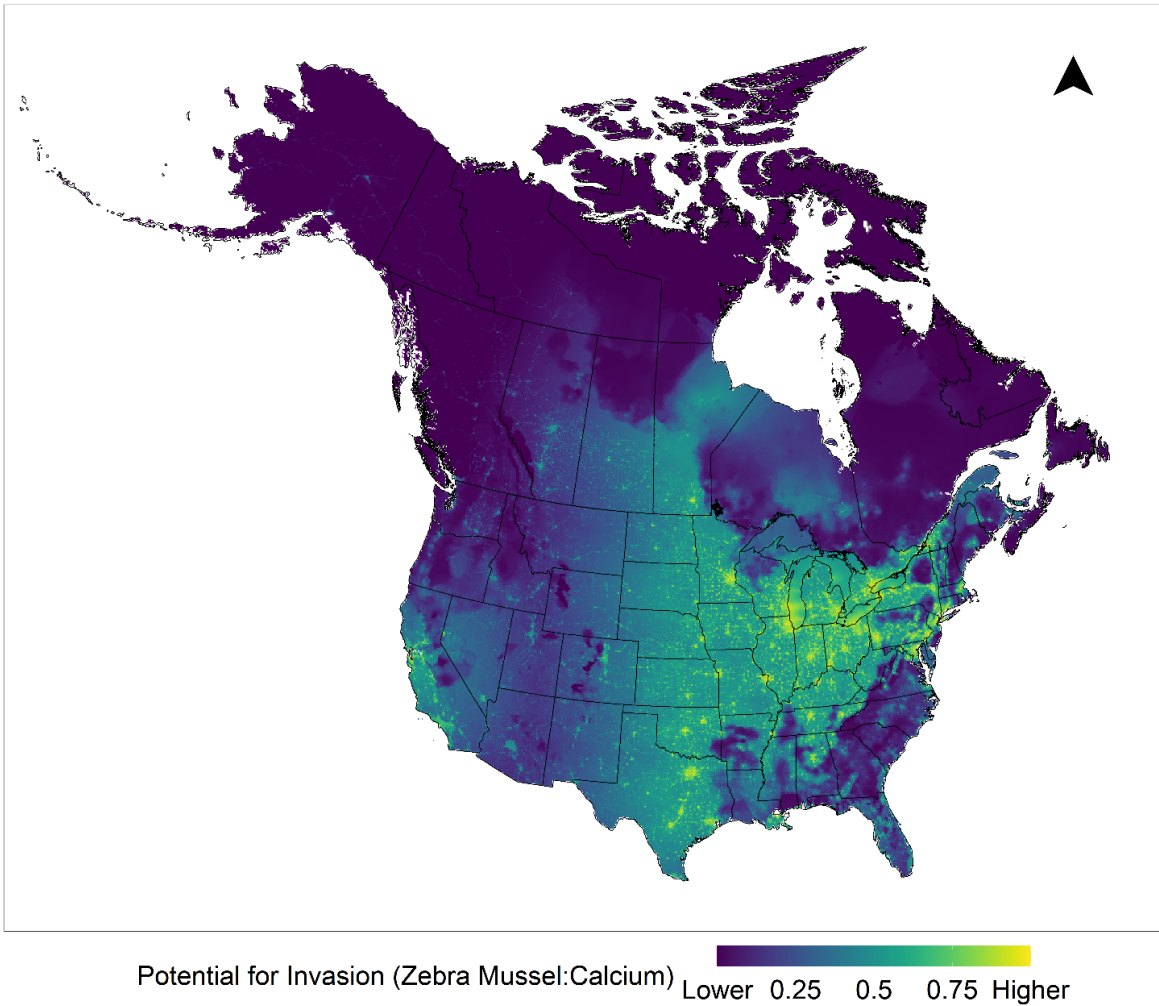 Potential for Invasion (Zebra Mussel:Calcium)
Lower 0.25 0.5 0.75 Higher